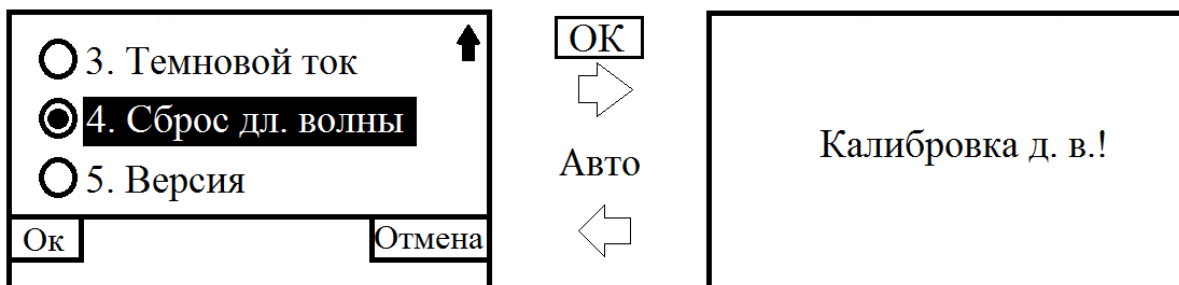 3. Темновой ток
4. Сброс дл. волны
5. Версия
Ок
Отмена
ОК
Авто
Калибровка д. в.!